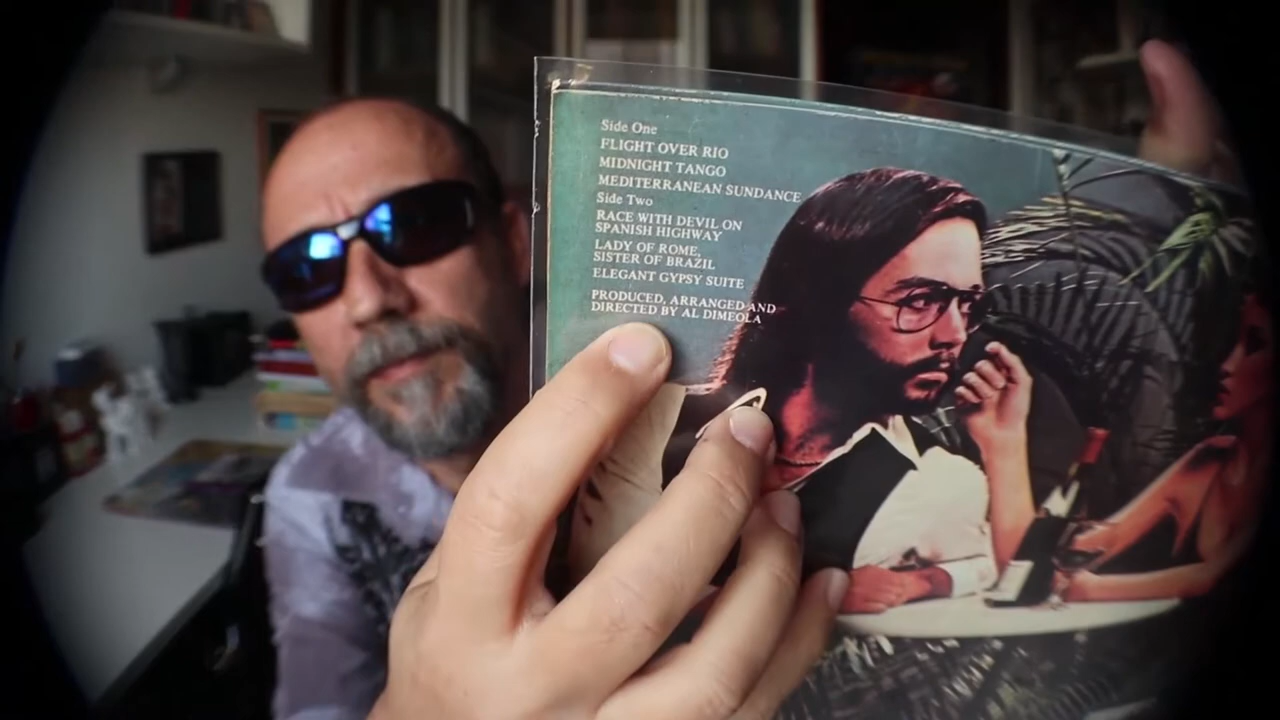 Side One
FLIGHT OVER RIO
MIDNIGHT TANGO
MEDITERRANEAN SUNDANCE
Side Two
RACE WITH DEVIL ON
SPANISH HIGHWAY
LADY OF ROME,
SISTER OF BRAZIL
ELEGANT GYPSY SUITE
PRODUCED, ARRANGED AND
DIRECTED BY AL DIMEOLA